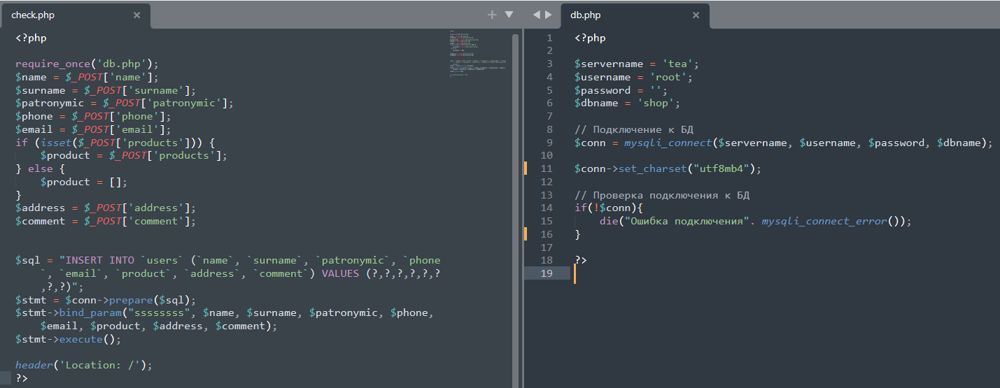 check.php
<?php
require_once('db.php');
$name = $_POST['name'];
$surname = $_POST['surname'];
$patronymic = $_POST['patronymic'];
$phone = $_POST['phone'];
$email = $_POST['email'];
if (isset($_POST['products'])) {
    $product = $_POST['products'];
} else {
    $product = [];
}
$address = $_POST['address'];
$comment = $_POST['comment'];
$sql = "INSERT INTO `users` (`name`, `surname`, `patronymic`, `phone
    `, `email`, `product`, `address`, `comment`) VALUES (?,?,?,?,?,?
    ,?,?)";
$stmt = $conn->prepare($sql);
$stmt->bind_param("ssssssss", $name, $surname, $patronymic, $phone,
    $email, $product, $address, $comment);
$stmt->execute();
header('Location: /');
?>
db.php
1 <?php
2
3 $servername = 'tea';
4 $username = 'root';
5 $password = '';
6 $dbname = 'shop';
7
8 // Подключение к БД
9 $conn = mysqli_connect($servername, $username, $password, $dbname);
10
11 $conn->set_charset("utf8mb4");
12
13 // Проверка подключения к БД
14 if(!$conn){
15     die("Ошибка подключения". mysqli_connect_error());
16 }
17
18 ?>
19